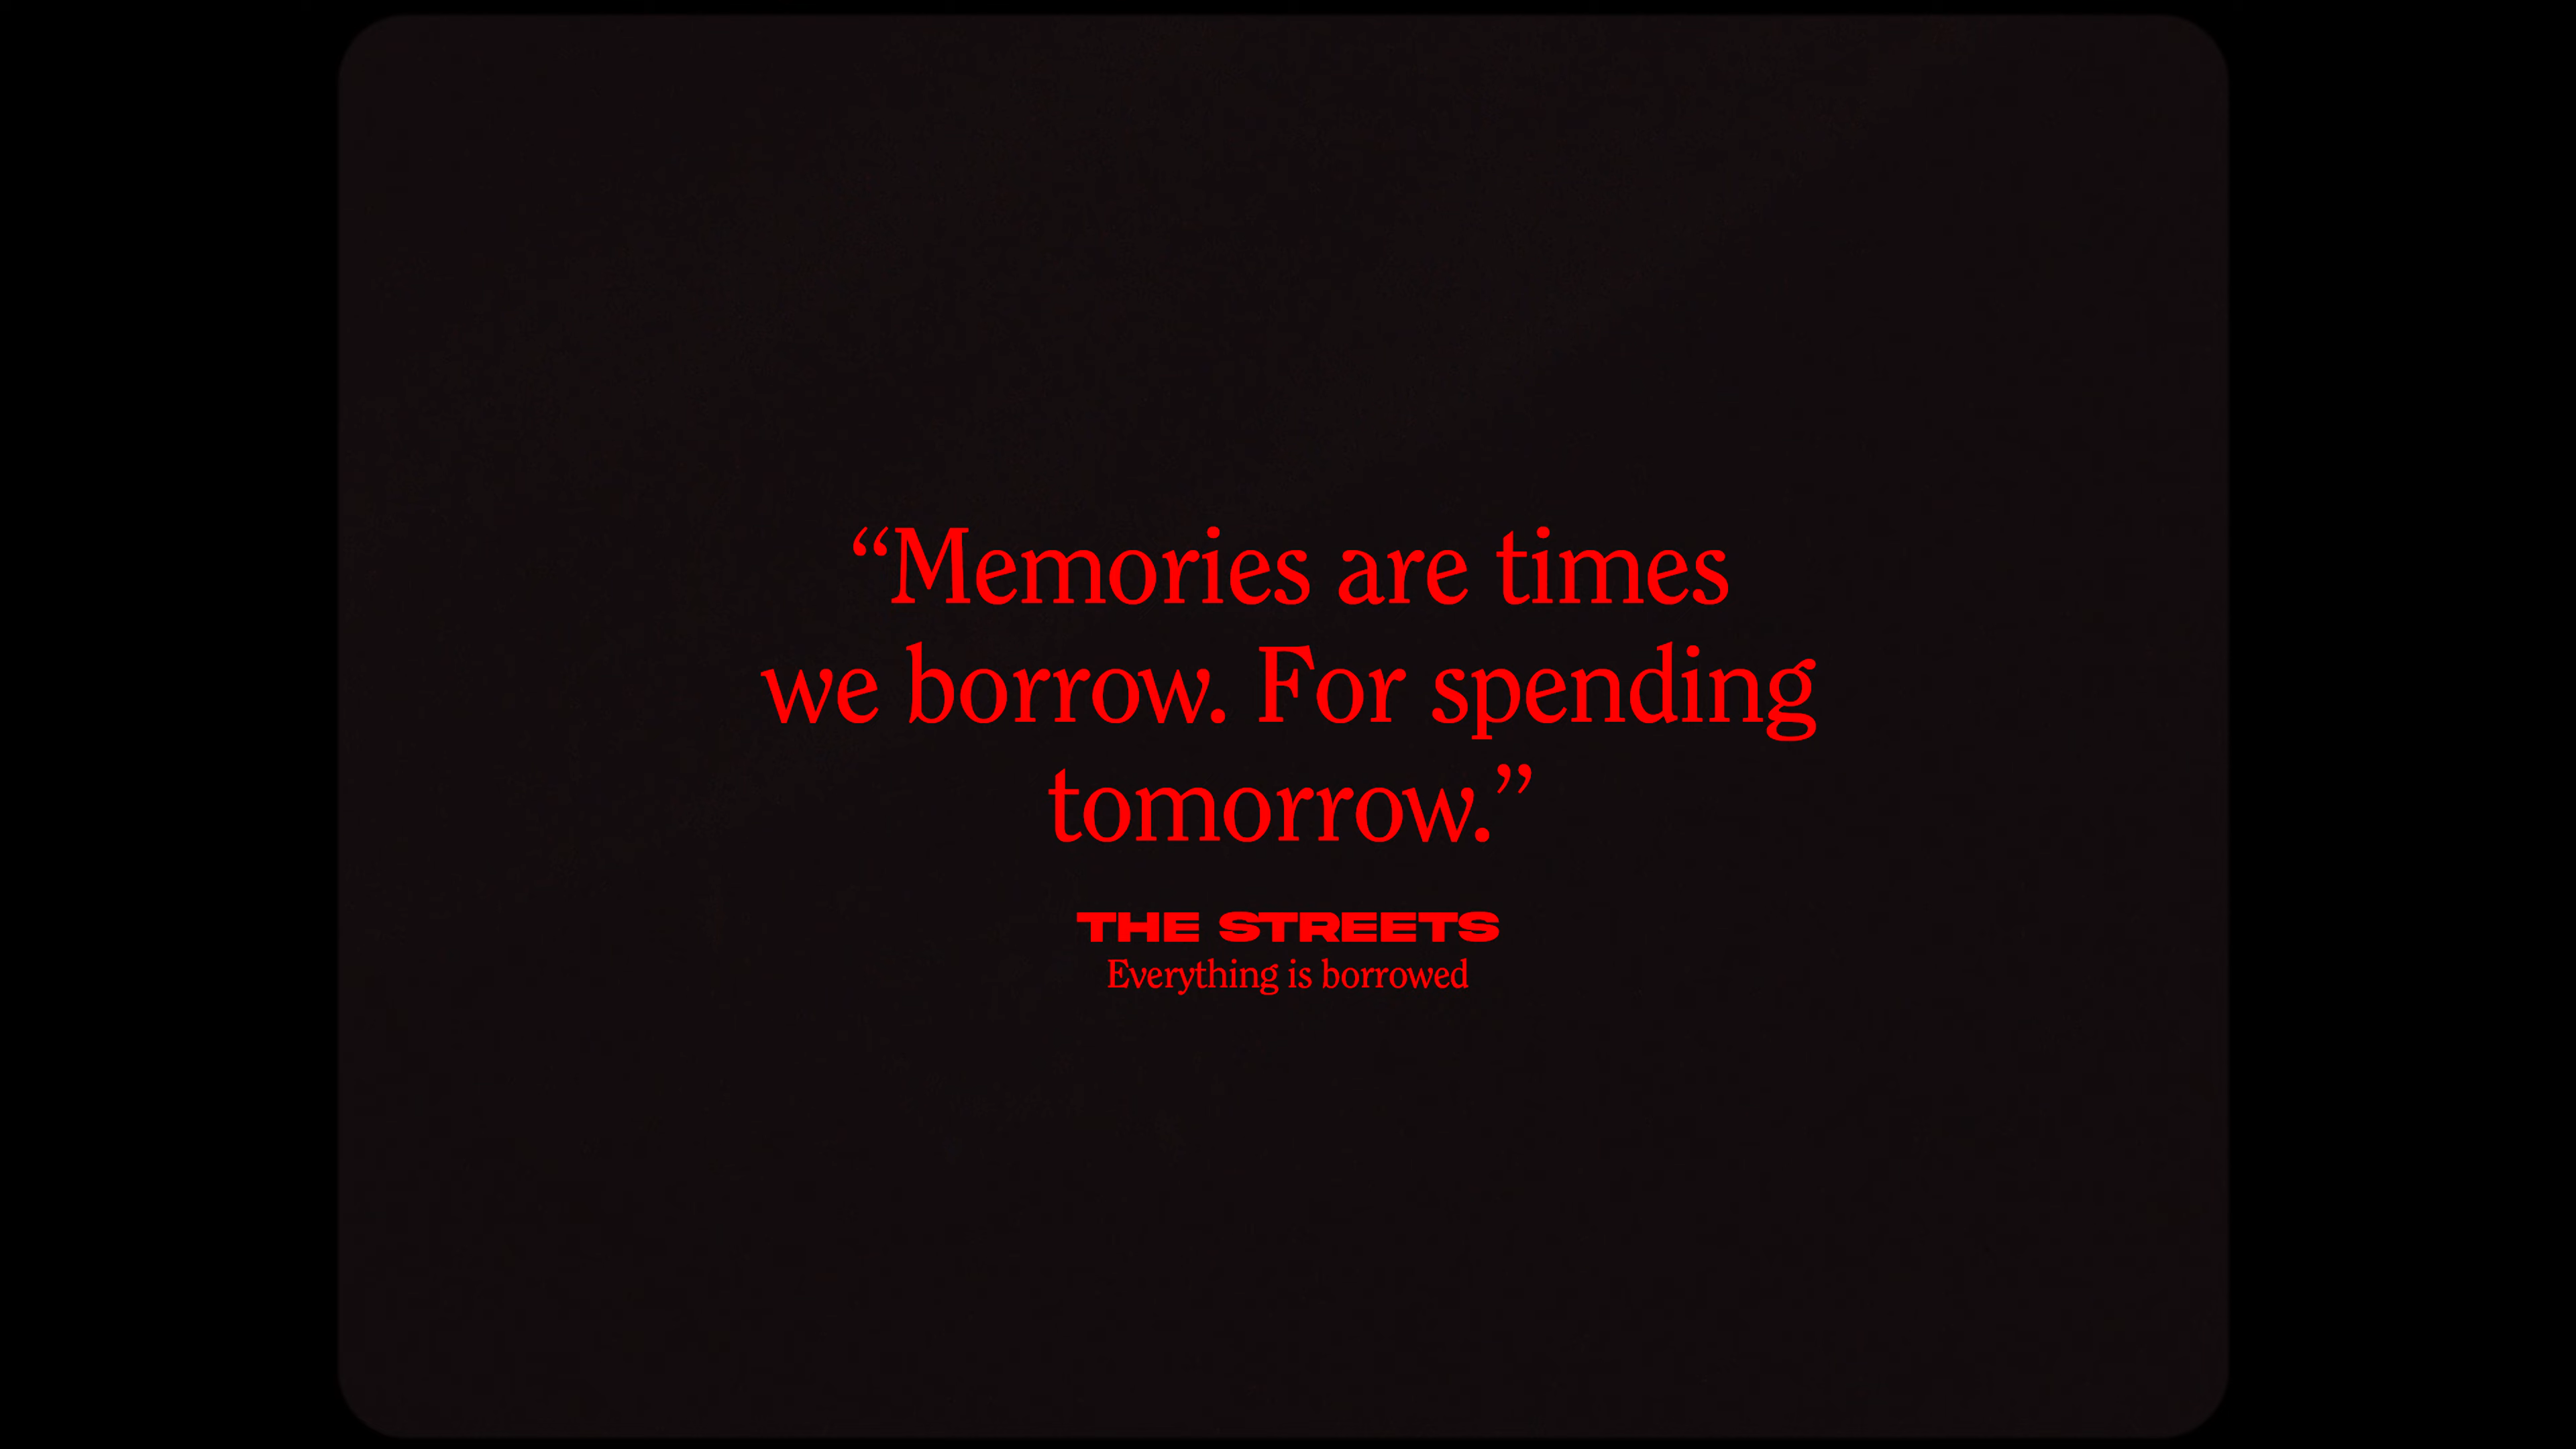 “Memories are times
we borrow. For spending
tomorrow.”
THE STREETS
Everything is borrowed